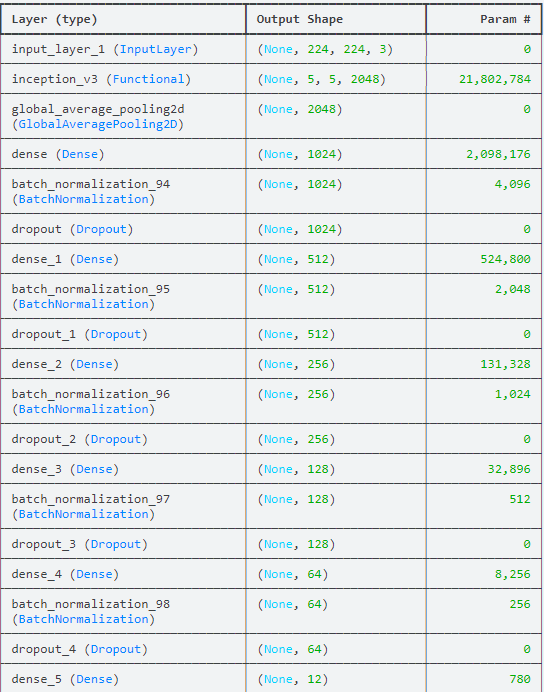 Layer (type) Output Shape Param #
input_layer_1 (InputLayer) (None, 224, 224, 3) 0
inception_v3 (Functional) (None, 5, 5, 2048) 21,802,784
global_average_pooling2d (None, 2048) 0
(GlobalAveragePooling2D)
dense (Dense) (None, 1024) 2,098,176
batch_normalization_94 (None, 1024) 4,096
(BatchNormalization)
dropout (Dropout) (None, 1024) 0
dense_1 (Dense) (None, 512) 524,800
batch_normalization_95 (None, 512) 2,048
(BatchNormalization)
dropout_1 (Dropout) (None, 512) 0
dense_2 (Dense) (None, 256) 131,328
batch_normalization_96 (None, 256) 1,024
(BatchNormalization)
dropout_2 (Dropout) (None, 256) 0
dense_3 (Dense) (None, 128) 32,896
batch_normalization_97 (None, 128) 512
(BatchNormalization)
dropout_3 (Dropout) (None, 128) 0
dense_4 (Dense) (None, 64) 8,256
batch_normalization_98 (None, 64) 256
(BatchNormalization)
dropout_4 (Dropout) (None, 64) 0
dense_5 (Dense) (None, 12) 780